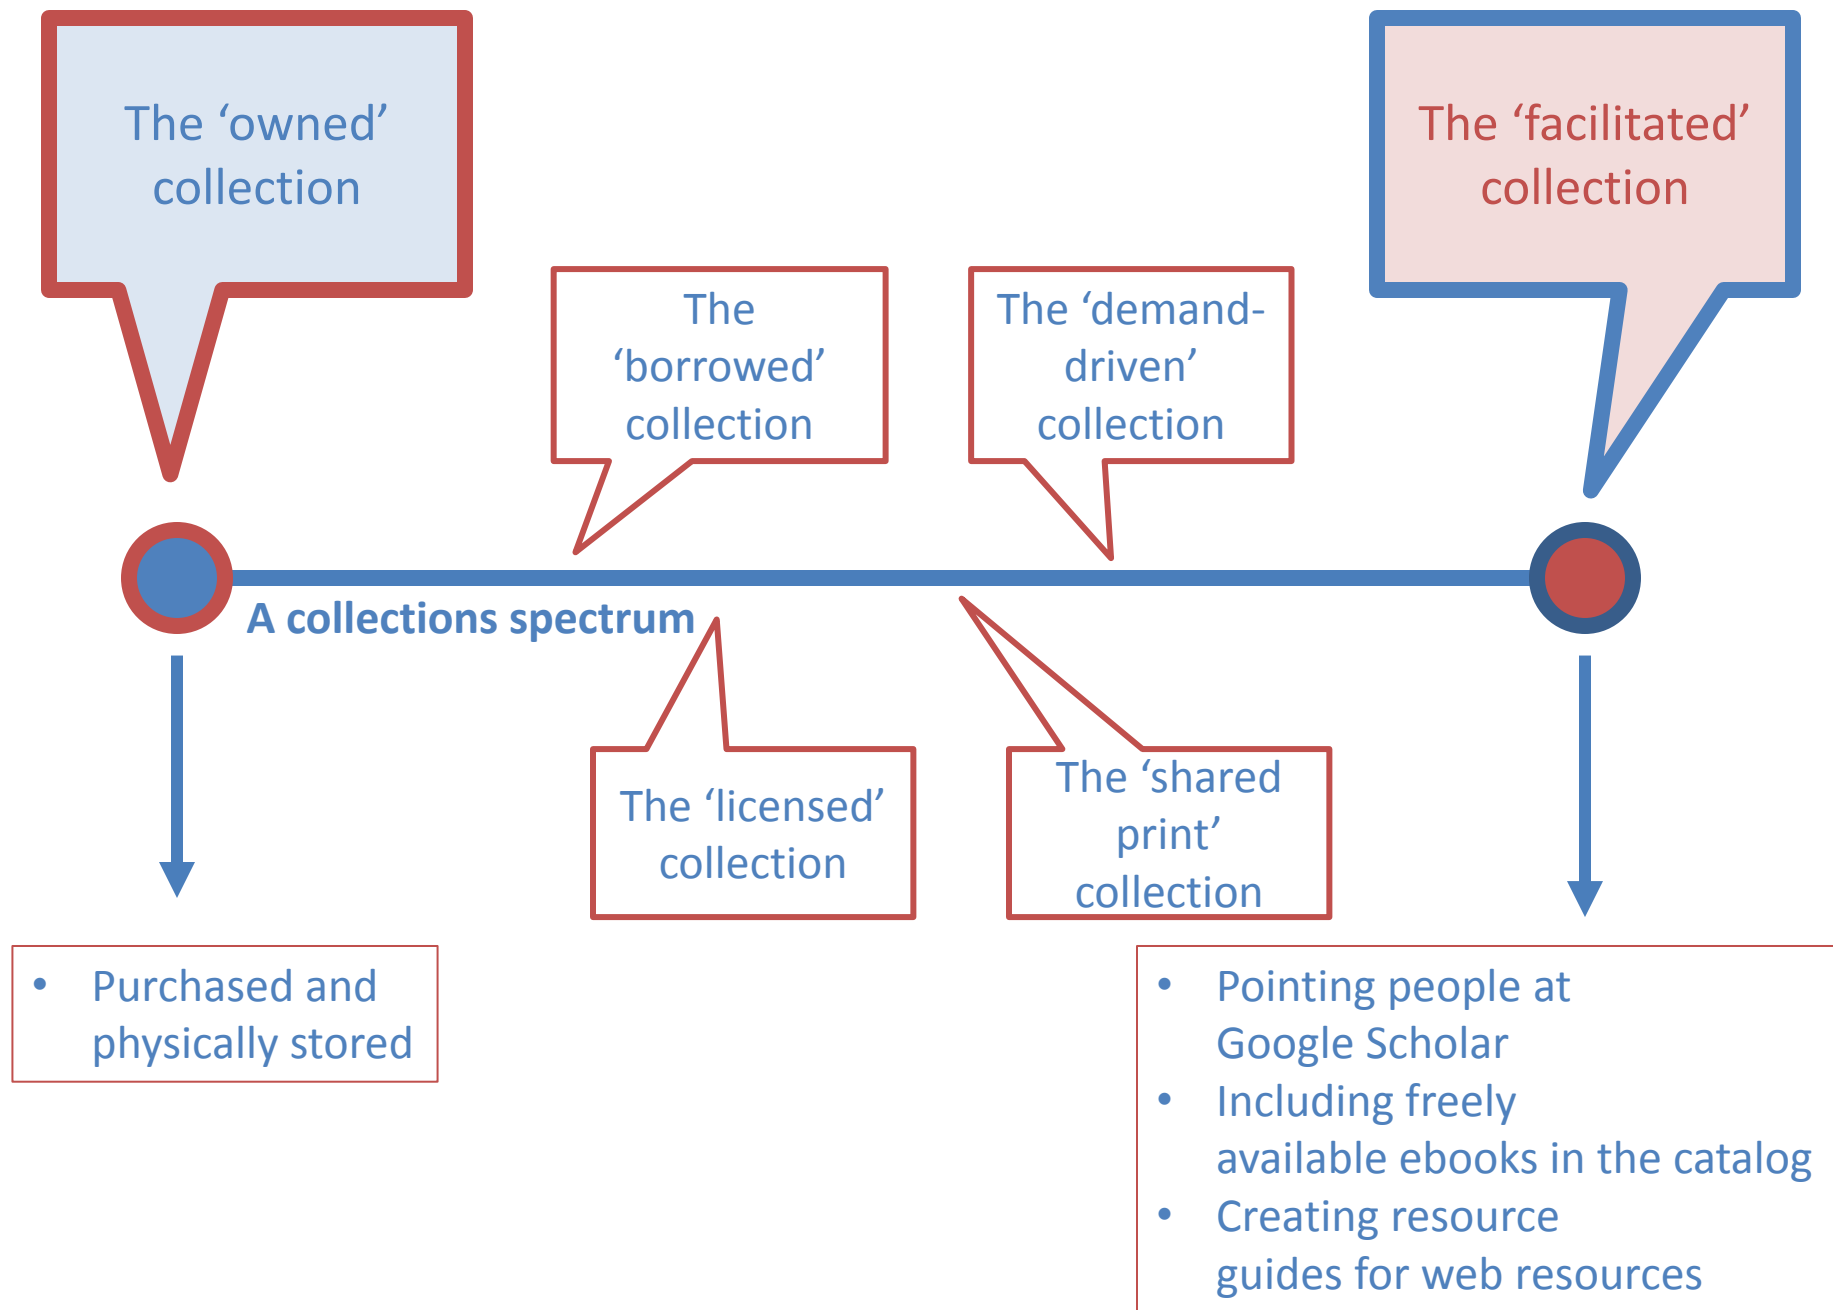 The ‘owned’
collection
The ‘facilitated’
collection
The
‘borrowed’
collection
The ‘demand-
driven’
collection
A collections spectrum
The ‘licensed’
collection
The ‘shared
print’
collection
• Purchased and
physically stored
• Pointing people at
Google Scholar
• Including freely
available ebooks in the catalog
• Creating resource
guides for web resources